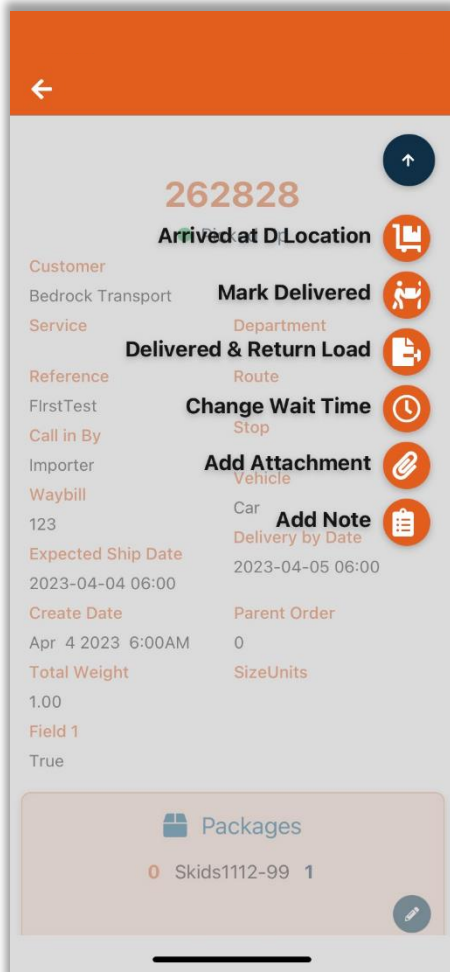 262828
Picked Up
Arrived at D Location
Customer
Bedrock Transport
Mark Delivered
Service
Department
Delivered & Return Load
Reference
Route
FIrstTest
Change Wait Time
Call in By
Stop
Importer
Add Attachment
Waybill
Vehicle
123
Car
Add Note
Expected Ship Date
Delivery by Date
2023-04-04 06:00
2023-04-05 06:00
Create Date
Parent Order
Apr 4 2023 6:00AM
0
Total Weight
SizeUnits
1.00
Field 1
True
Packages
0 Skids1112-99 1